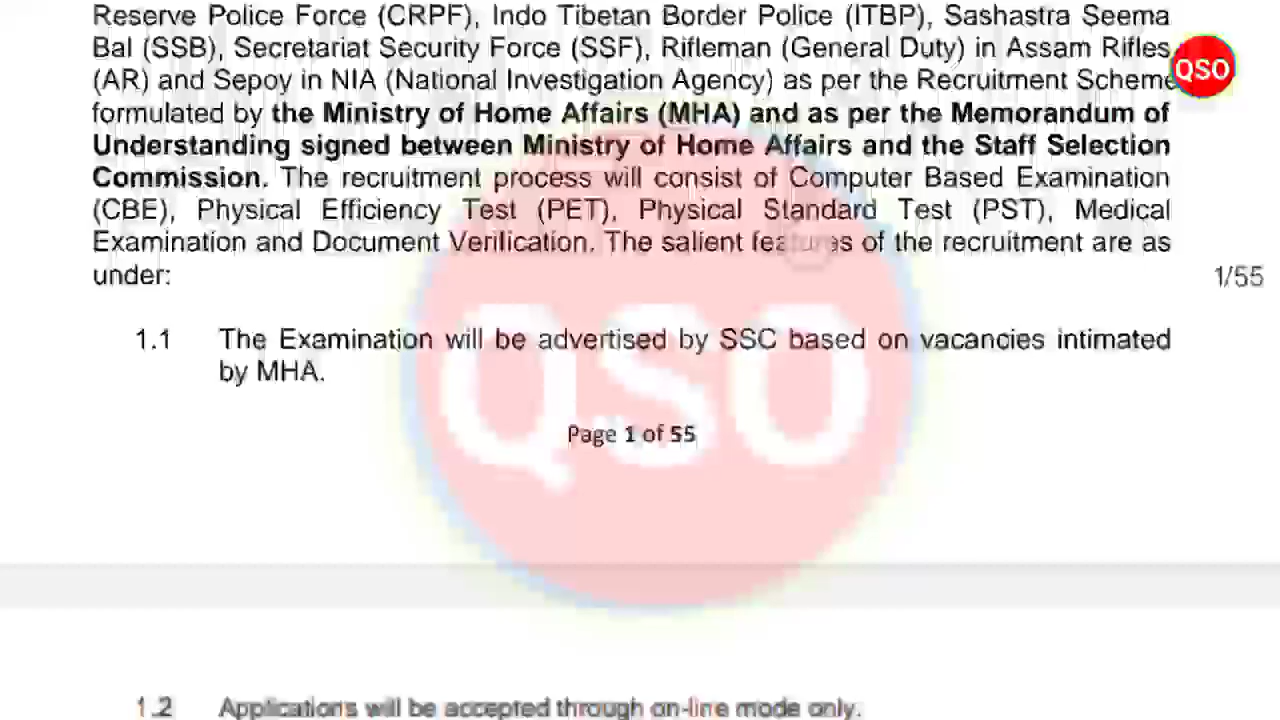 Reserve Police Force (CRPF), Indo Tibetan Border Police (ITBP), Sashastra Seema
Bal (SSB), Secretariat Security Force (SSF), Rifleman (General Duty) in Assam Rifles
(AR) and Sepoy in NIA (National Investigation Agency) as per the Recruitment Scheme
formulated by the Ministry of Home Affairs (MHA) and as per the Memorandum of
Understanding signed between Ministry of Home Affairs and the Staff Selection
Commission. The recruitment process will consist of Computer Based Examination
(CBE), Physical Efficiency Test (PET), Physical Standard Test (PST), Medical
Examination and Document Verification. The salient features of the recruitment are as
under:
1/55
1.1 The Examination will be advertised by SSC based on vacancies intimated
by MHA.
Page 1 of 55
1.2 Applications will be accepted through on-line mode only.
QSO
QSO